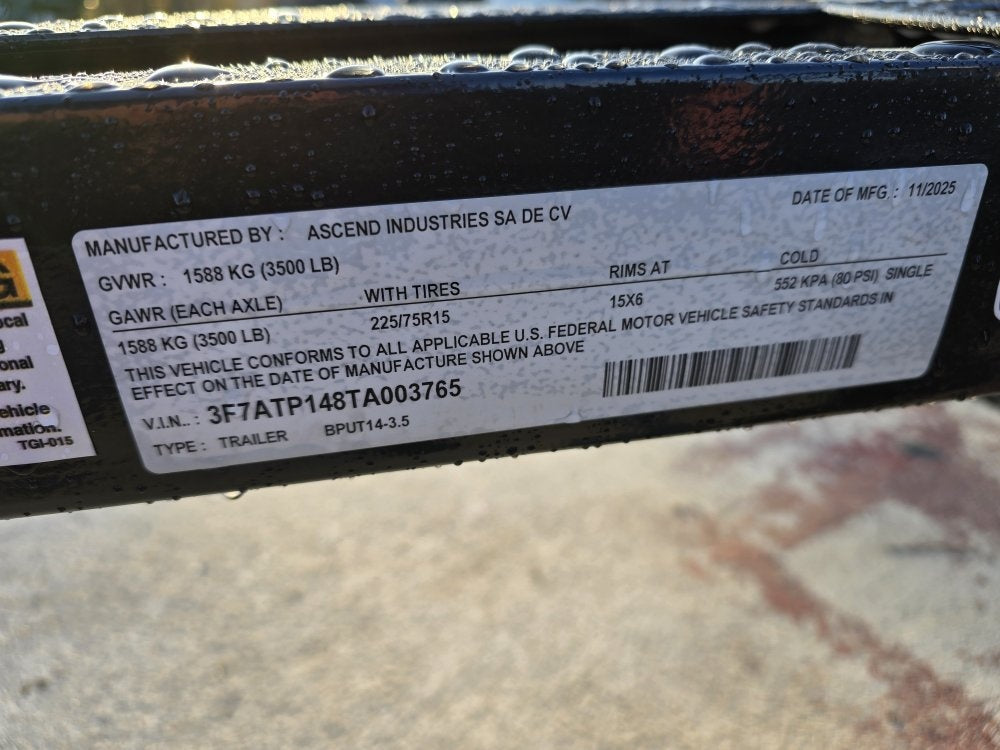 MANUFACTURED BY : ASCEND INDUSTRIES SA DE CV DATE OF MFG. : 11/2025
GVWR : 1588 KG (3500 LB)
GAWR (EACH AXLE) WITH TIRES RIMS AT COLD
1588 KG (3500 LB) 225/75R15 15X6 552 KPA (80 PSI) SINGLE
THIS VEHICLE CONFORMS TO ALL APPLICABLE U.S. FEDERAL MOTOR VEHICLE SAFETY STANDARDS IN
EFFECT ON THE DATE OF MANUFACTURE SHOWN ABOVE
V.I.N.. : 3F7ATP148TA003765
TYPE : TRAILER BPUT14-3.5
G
ocal
g
onal
ary.
ehicle
mation.
TGI-015